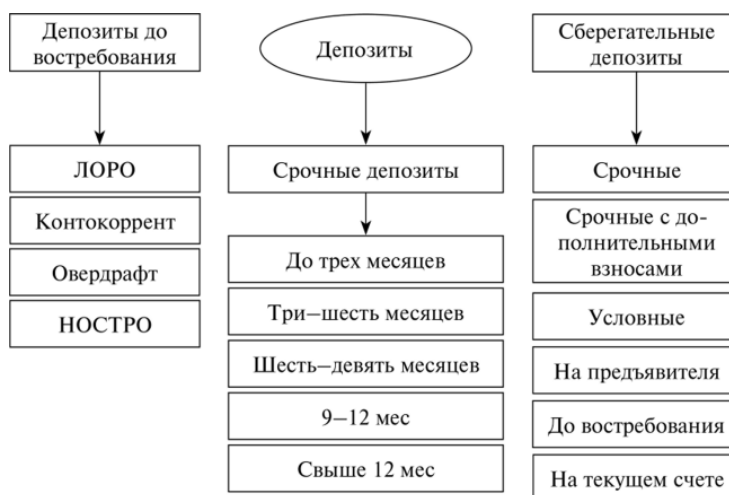 Депозиты до
востребования
ЛОРО
Контокоррент
Овердрафт
НОСТРО
Депозиты
Срочные депозиты
До трех месяцев
Три–шесть месяцев
Шесть–девять месяцев
9–12 мес
Свыше 12 мес
Сберегательные
депозиты
Срочные
Срочные с до-
полнительными
взносами
Условные
На предъявителя
До востребования
На текущем счете